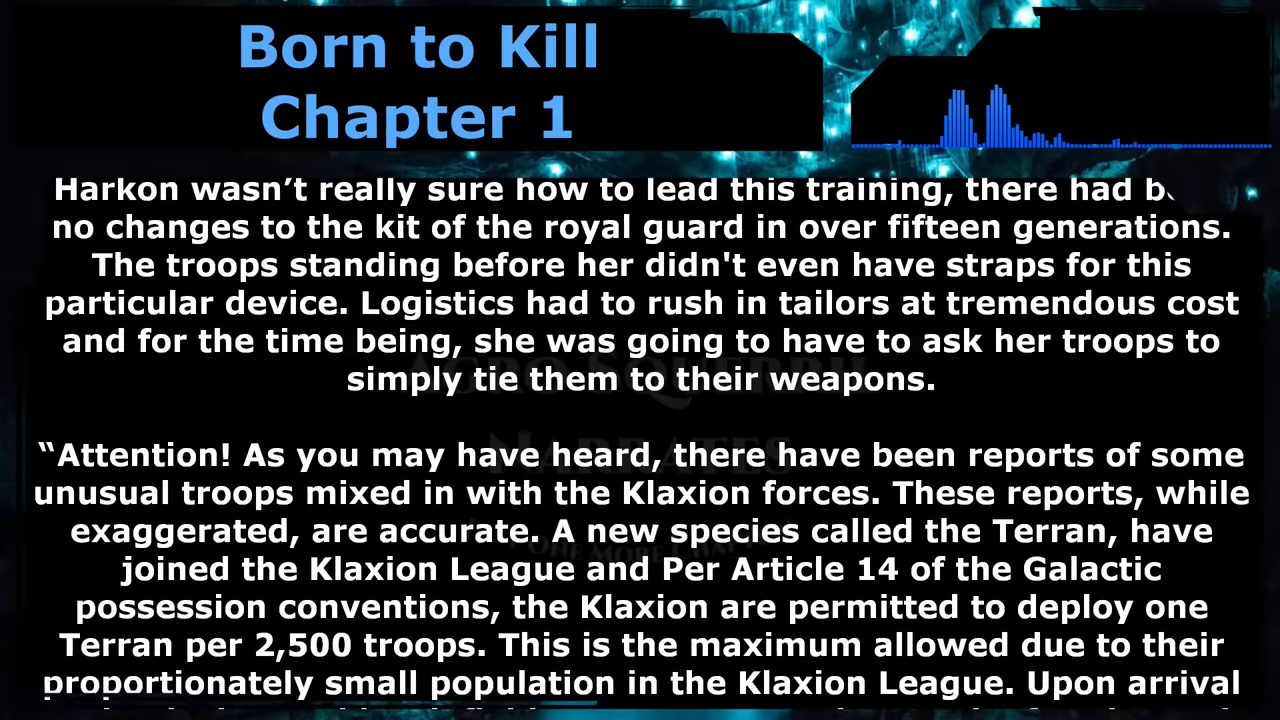 Born to Kill
Chapter 1
Harkon wasn’t really sure how to lead this training, there had
no changes to the kit of the royal guard in over fifteen generations.
The troops standing before her didn't even have straps for this
particular device. Logistics had to rush in tailors at tremendous cost
and for the time being, she was going to have to ask her troops to
simply tie them to their weapons.
AGRO SQUERRIL
NARRATES
“Attention! As you may have heard, there have been reports of some
unusual troops mixed in with the Klaxion forces. These reports, while
exaggerated, are accurate. A new species called the Terran, have
ONE MORE
joined the Klaxion League and Per Article 14 of the Galactic
possession conventions, the Klaxion are permitted to deploy one
Terran per 2,500 troops. This is the maximum allowed due to their
proportionately small population in the Klaxion League. Upon arrival